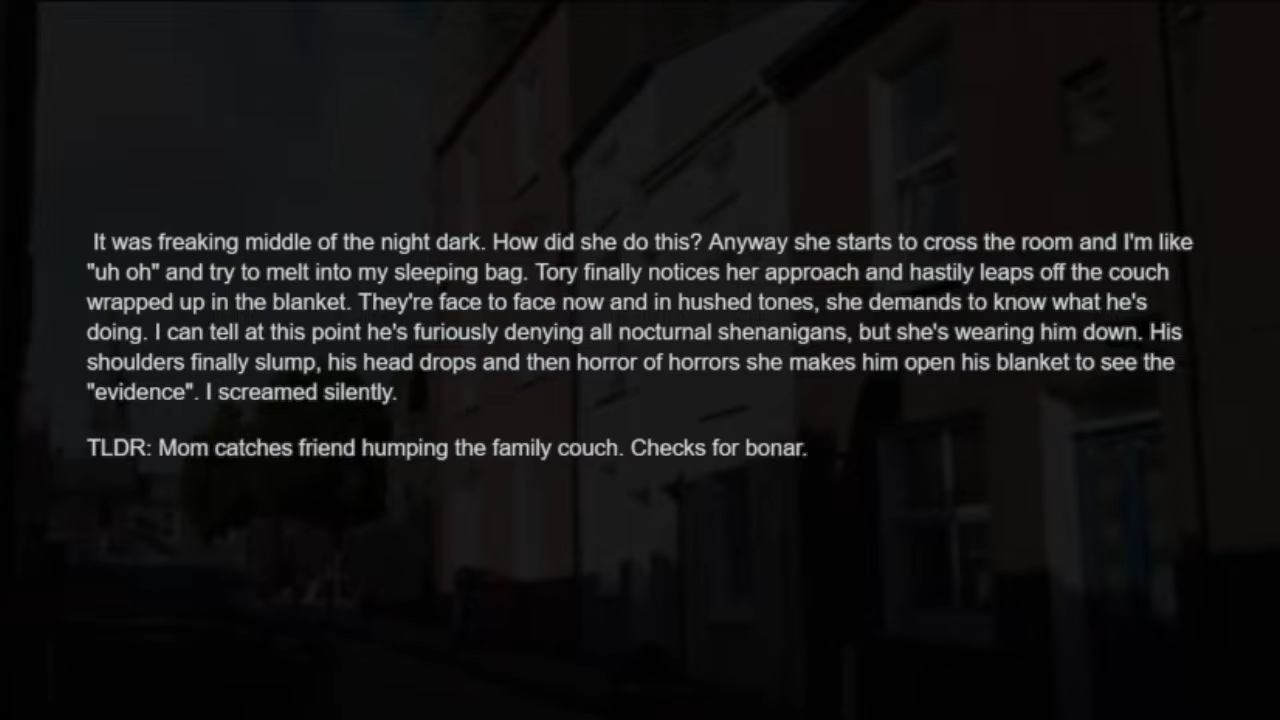 It was freaking middle of the night dark. How did she do this? Anyway she starts to cross the room and I'm like
"uh oh" and try to melt into my sleeping bag. Tory finally notices her approach and hastily leaps off the couch
wrapped up in the blanket. They're face to face now and in hushed tones, she demands to know what he's
doing. I can tell at this point he's furiously denying all nocturnal shenanigans, but she's wearing him down. His
shoulders finally slump, his head drops and then horror of horrors she makes him open his blanket to see the
"evidence". I screamed silently.
TLDR: Mom catches friend humping the family couch. Checks for bonar.